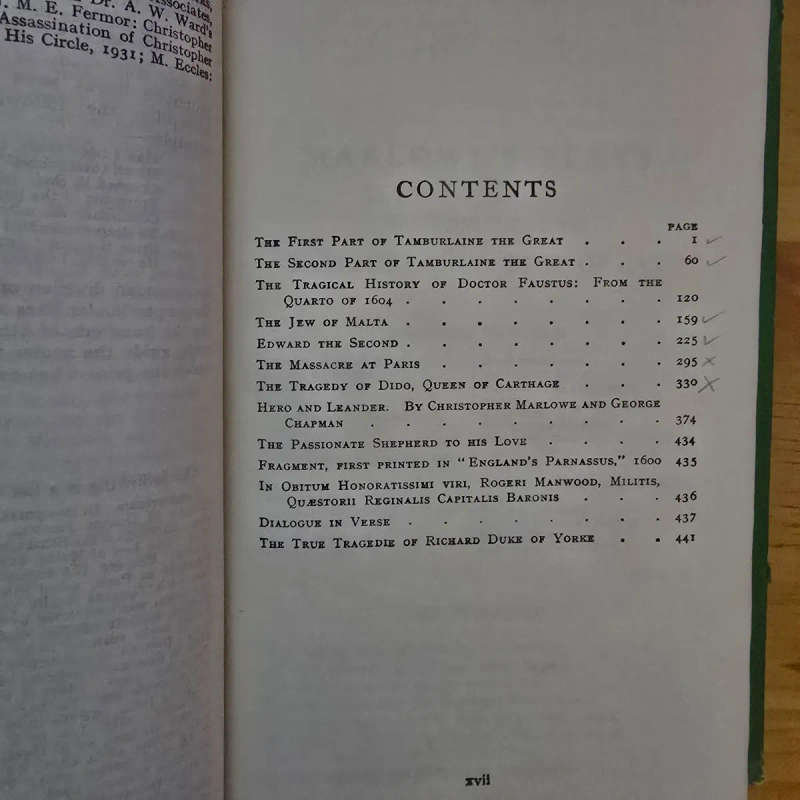 Associates,
Dr. A. W. Ward's
M. E. Fermor: Christopher
Assassination of Christopher
His Circle, 1931; M. Eccles:
CONTENTS
PAGE
The First Part of Tamburlaine the Great . . . 1
The Second Part of Tamburlaine the Great . . . 60
The Tragical History of Doctor Faustus: From the
Quarto of 1604 . . . . . . . . 120
The Jew of Malta . . . . . . . . 159
Edward the Second . . . . . . . . 225
The Massacre at Paris . . . . . . . 295
The Tragedy of Dido, Queen of Carthage . . . 330
Hero and Leander. By Christopher Marlowe and George
Chapman . . . . . . . . . 374
The Passionate Shepherd to his Love . . . . 434
Fragment, first printed in "England's Parnassus," 1600 435
In Obitum Honoratissimi viri, Rogeri Manwood, Militis,
Quæstorii Reginalis Capitalis Baronis . . . 436
Dialogue in Verse . . . . . . . . 437
The True Tragedie of Richard Duke of Yorke . . 441
xvii